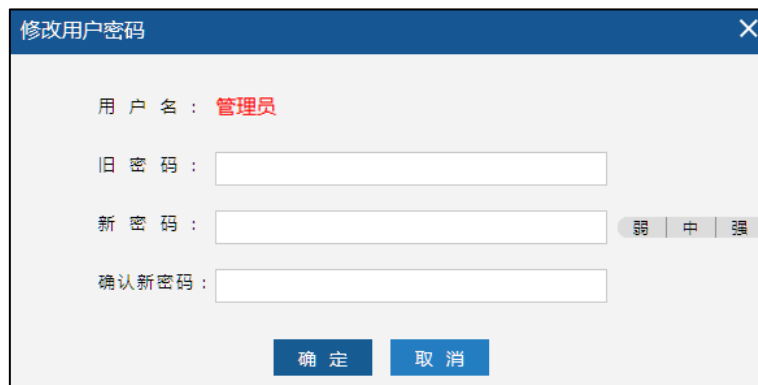 修改用户密码
用户名：管理员
旧密码：
新密码： 弱 中 强
确认新密码：
确定 取消